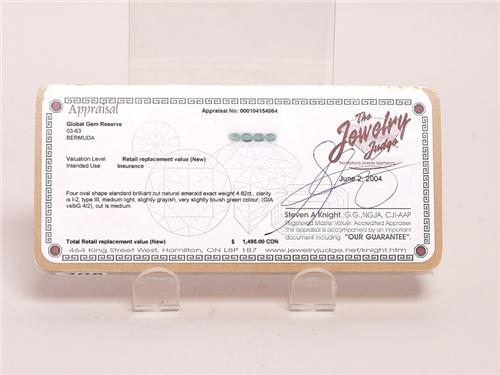 Appraisal
Appraisal No: 000104154064
Global Gem Reserve
03-63
BERMUDA
The
Jewelry
Judge
Valuation Level Retail replacement value (New)
Intended Use Insurance
June 2, 2004
Four oval shape standard brilliant cut natural emerald exact weight 4.82ct., clarity
is I-2, type III, medium light, slightly grayish, very slightly bluish green colour; (GIA
vslbG 4/2), cut is medium.
Steven A Knight, G.G.,NGJA, CJI-AAP
Registered Master Valuer, Accredited Appraiser
This appraisal is accompanied by an important
document including "OUR GUARANTEE".
Total Retail replacement value (New) $ 1,495.00 CDN
464 King Street West, Hamilton, ON L8P 1B7 www.jewelryjudge.net/knight.htm